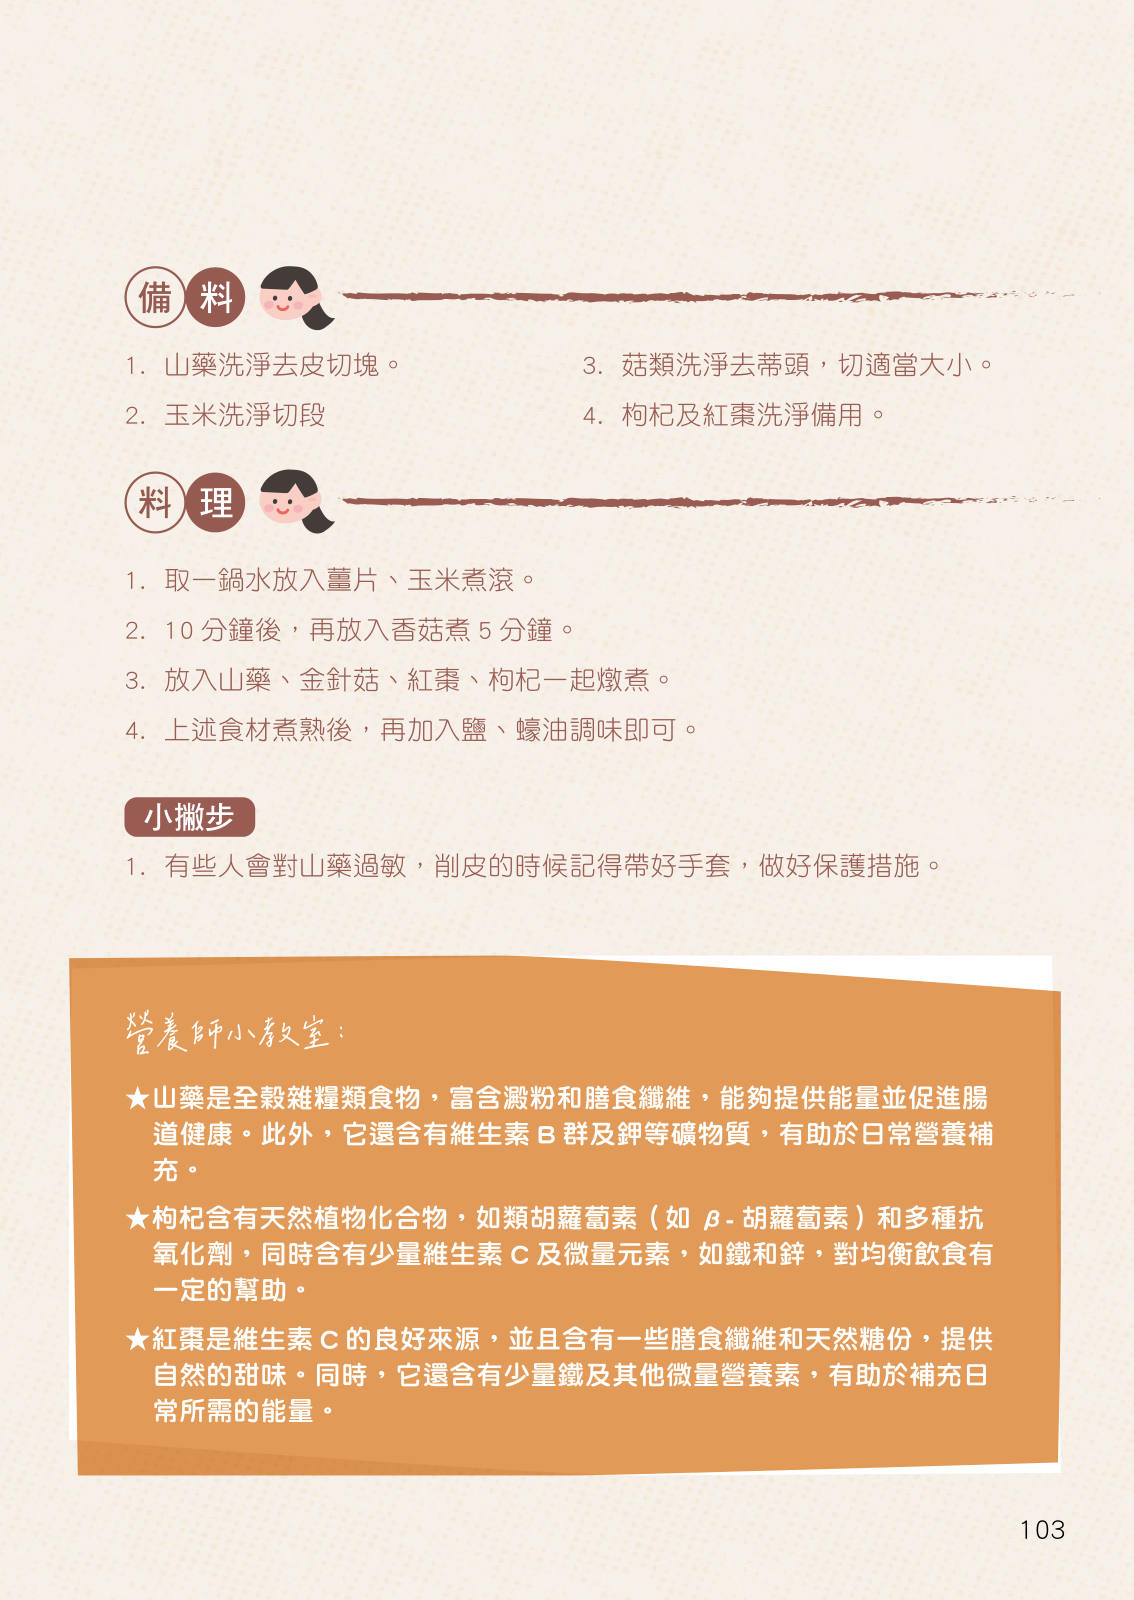 備料
1. 山藥洗淨去皮切塊。
2. 玉米洗淨切段
3. 菇類洗淨去蒂頭，切適當大小。
4. 枸杞及紅棗洗淨備用。
料理
1. 取一鍋水放入薑片、玉米煮滾。
2. 10 分鐘後，再放入香菇煮 5 分鐘。
3. 放入山藥、金針菇、紅棗、枸杞一起燉煮。
4. 上述食材煮熟後，再加入鹽、蠔油調味即可。
小撇步
1. 有些人會對山藥過敏，削皮的時候記得帶好手套，做好保護措施。
營養師小教室：
★山藥是全穀雜糧類食物，富含澱粉和膳食纖維，能夠提供能量並促進腸
道健康。此外，它還含有維生素 B 群及鉀等礦物質，有助於日常營養補
充。
★枸杞含有天然植物化合物，如類胡蘿蔔素（如 β- 胡蘿蔔素）和多種抗
氧化劑，同時含有少量維生素 C 及微量元素，如鐵和鋅，對均衡飲食有
一定的幫助。
★紅棗是維生素 C 的良好來源，並且含有一些膳食纖維和天然糖份，提供
自然的甜味。同時，它還含有少量鐵及其他微量營養素，有助於補充日
常所需的能量。
103